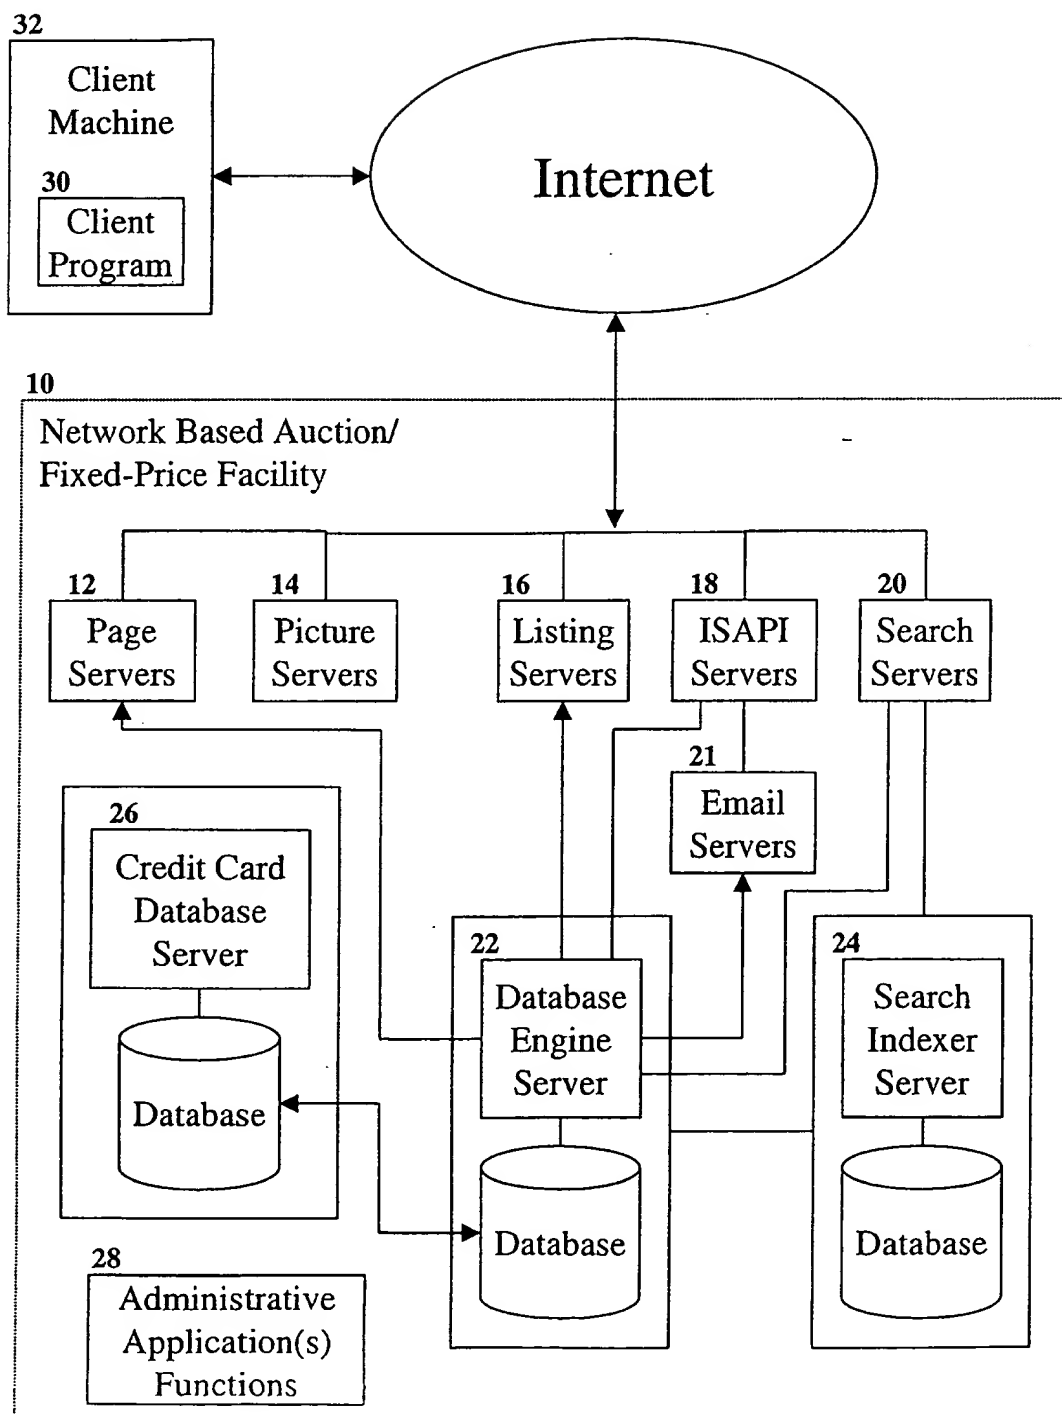 32
Client
Machine
30
Client
Program
Internet
10
Network Based Auction/
Fixed-Price Facility
12
Page
Servers
14
Picture
Servers
16
Listing
Servers
18
ISAPI
Servers
20
Search
Servers
21
Email
Servers
26
Credit Card
Database
Server
Database
22
Database
Engine
Server
Database
24
Search
Indexer
Server
Database
28
Administrative
Application(s)
Functions